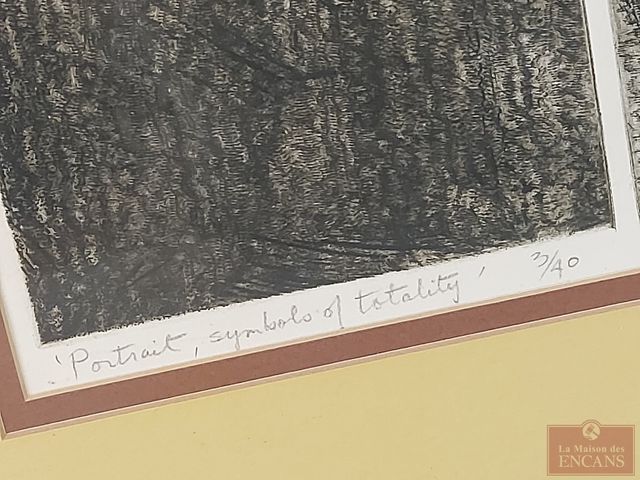 'Portrait, symbols of totality' 3/40
La Maison des
ENCANS